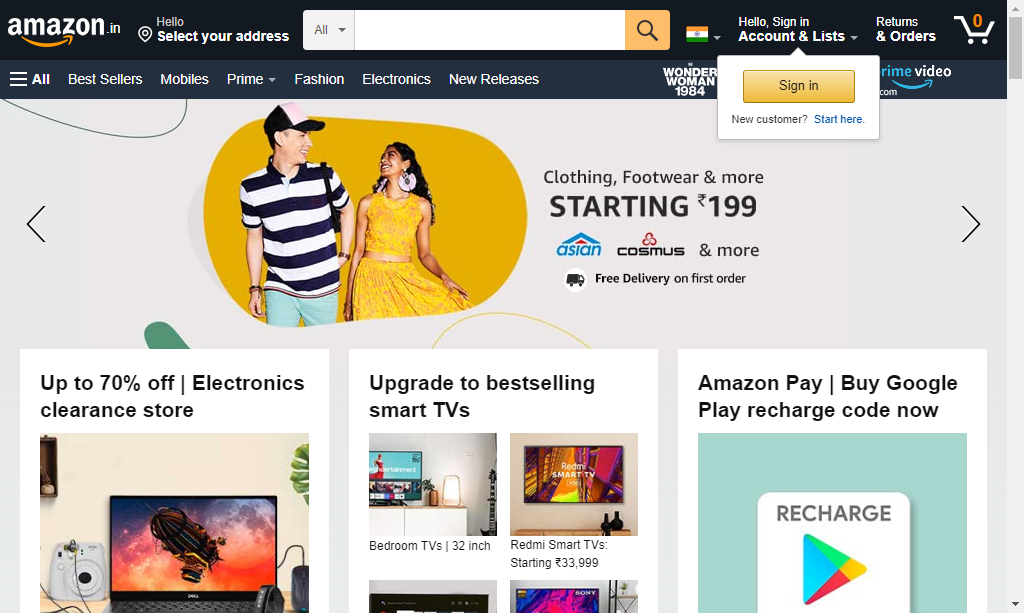 amazon.in
Hello
Select your address
All
Hello, Sign in
Account & Lists
Returns
& Orders
0
All
Best Sellers
Mobiles
Prime
Fashion
Electronics
New Releases
WONDER
WOMAN
1984
prime video
.com
Sign in
New customer? Start here.
Clothing, Footwear & more
STARTING ₹199
asian
cosmus
& more
Free Delivery on first order
Up to 70% off | Electronics
clearance store
Upgrade to bestselling
smart TVs
Amazon Pay | Buy Google
Play recharge code now
Redmi
SMART TV
Bedroom TVs | 32 inch
Redmi Smart TVs:
Starting ₹33,999
RECHARGE
DELL
SONY